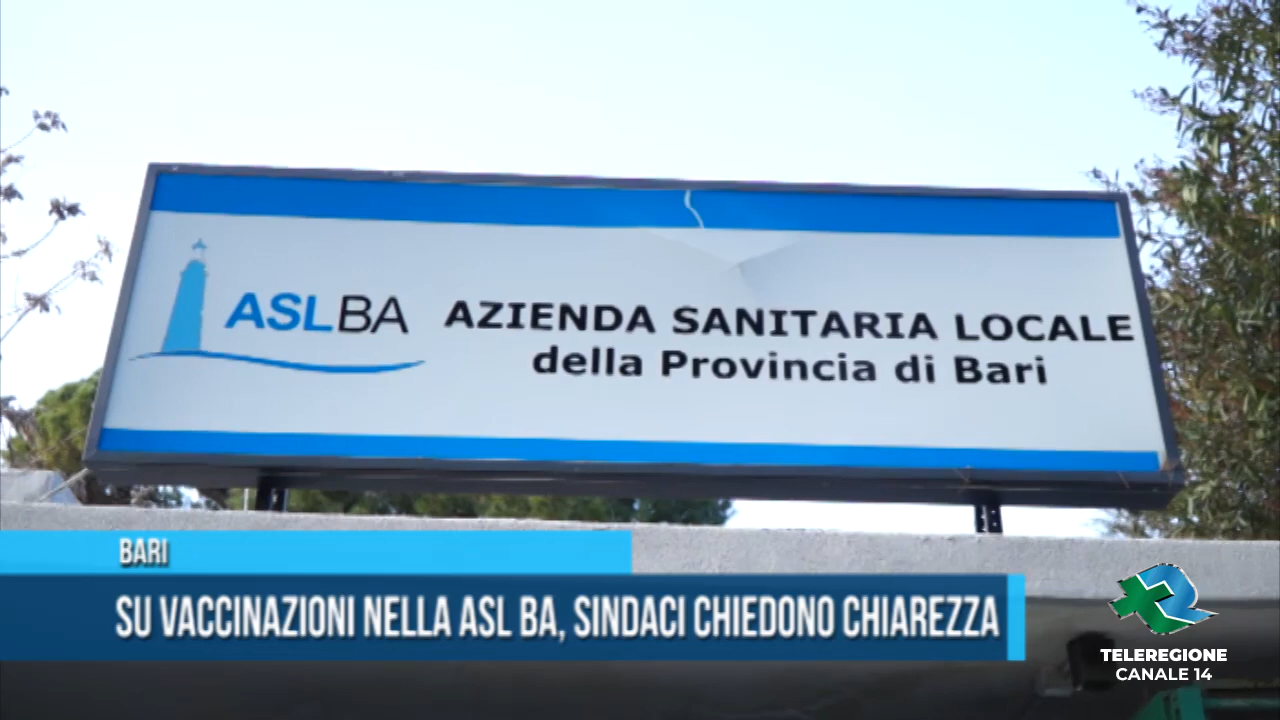 ASLBA
AZIENDA SANITARIA LOCALE
della Provincia di Bari
BARI
SU VACCINAZIONI NELLA ASL BA, SINDACI CHIEDONO CHIAREZZA
TELEREGIONE
CANALE 14